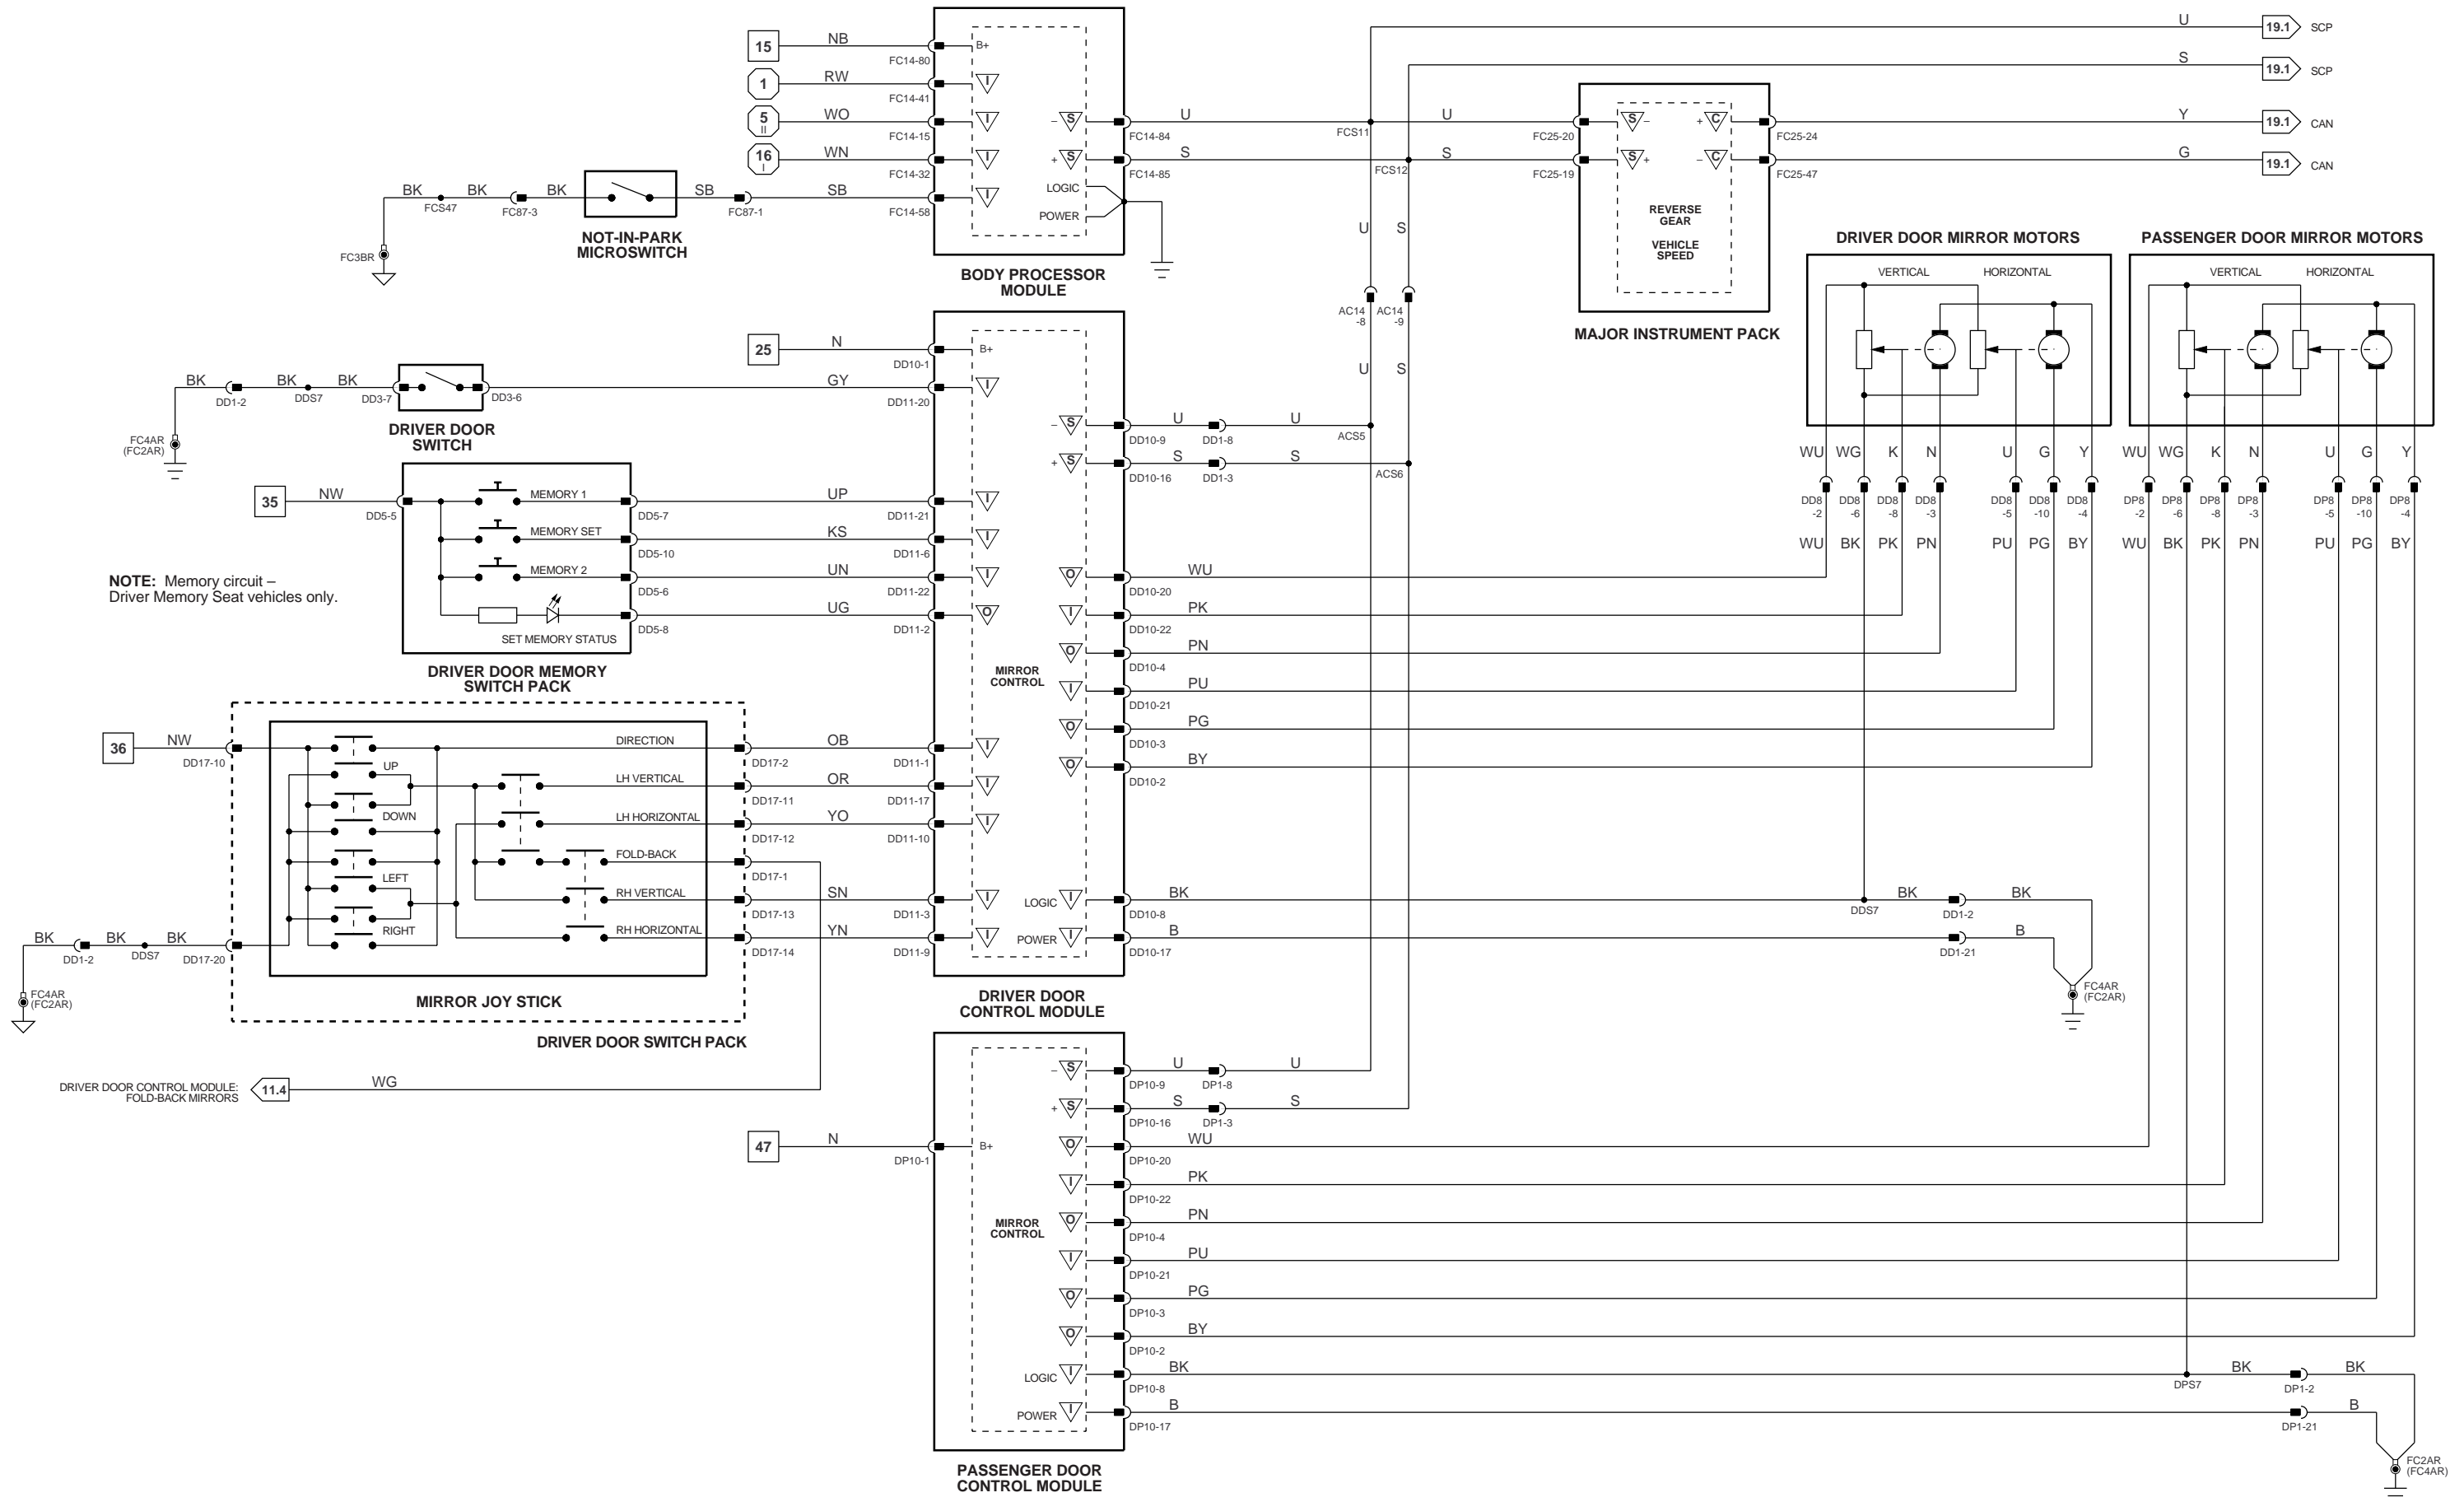 15
NB
FC14-80
B+
1
RW
FC14-41
I
5
II
WO
FC14-15
I
16
I
WN
FC14-32
I
BK
FCS47
BK
FC87-3
BK
SB
FC87-1
SB
FC14-58
I
FC3BR
NOT-IN-PARK
MICROSWITCH
– S
FC14-84
U
+ S
FC14-85
S
LOGIC
POWER
BODY PROCESSOR
MODULE
U
19.1
SCP
S
19.1
SCP
FCS11
U
FC25-20
S –
FCS12
S
FC25-19
S +
+ C
FC25-24
Y
19.1
CAN
– C
FC25-47
G
19.1
CAN
REVERSE
GEAR
VEHICLE
SPEED
MAJOR INSTRUMENT PACK
U
S
AC14
-8
AC14
-9
U
S
DRIVER DOOR MIRROR MOTORS
VERTICAL
HORIZONTAL
WU
WG
K
N
U
G
Y
DD8
-2
DD8
-6
DD8
-8
DD8
-3
DD8
-5
DD8
-10
DD8
-4
WU
BK
PK
PN
PU
PG
BY
PASSENGER DOOR MIRROR MOTORS
VERTICAL
HORIZONTAL
WU
WG
K
N
U
G
Y
DP8
-2
DP8
-6
DP8
-8
DP8
-3
DP8
-5
DP8
-10
DP8
-4
WU
BK
PK
PN
PU
PG
BY
25
N
DD10-1
B+
BK
DD1-2
BK
DDS7
BK
DD3-7
DD3-6
GY
DD11-20
I
FC4AR
(FC2AR)
DRIVER DOOR
SWITCH
– S
DD10-9
U
DD1-8
U
ACS5
+ S
DD10-16
S
DD1-3
S
ACS6
35
NW
DD5-5
MEMORY 1
DD5-7
UP
DD11-21
I
MEMORY SET
DD5-10
KS
DD11-6
I
MEMORY 2
DD5-6
UN
DD11-22
I
SET MEMORY STATUS
DD5-8
UG
DD11-2
O
NOTE: Memory circuit –
Driver Memory Seat vehicles only.
DRIVER DOOR MEMORY
SWITCH PACK
O
DD10-20
WU
I
DD10-22
PK
O
DD10-4
PN
I
DD10-21
PU
O
DD10-3
PG
O
DD10-2
BY
MIRROR
CONTROL
36
NW
DD17-10
UP
DOWN
LEFT
RIGHT
DIRECTION
DD17-2
OB
DD11-1
I
LH VERTICAL
DD17-11
OR
DD11-17
I
LH HORIZONTAL
DD17-12
YO
DD11-10
I
FOLD-BACK
DD17-1
RH VERTICAL
DD17-13
SN
DD11-3
I
RH HORIZONTAL
DD17-14
YN
DD11-9
I
BK
DD1-2
BK
DDS7
BK
DD17-20
FC4AR
(FC2AR)
MIRROR JOY STICK
DRIVER DOOR SWITCH PACK
LOGIC I
DD10-8
BK
DDS7
BK
DD1-2
BK
POWER I
DD10-17
B
DD1-21
B
FC4AR
(FC2AR)
DRIVER DOOR
CONTROL MODULE
DRIVER DOOR CONTROL MODULE:
FOLD-BACK MIRRORS
11.4
WG
47
N
DP10-1
B+
– S
DP10-9
U
DP1-8
U
+ S
DP10-16
S
DP1-3
S
O
DP10-20
WU
I
DP10-22
PK
O
DP10-4
PN
I
DP10-21
PU
O
DP10-3
PG
O
DP10-2
BY
MIRROR
CONTROL
LOGIC I
DP10-8
BK
DPS7
BK
DP1-2
BK
POWER I
DP10-17
B
DP1-21
B
FC2AR
(FC4AR)
PASSENGER DOOR
CONTROL MODULE